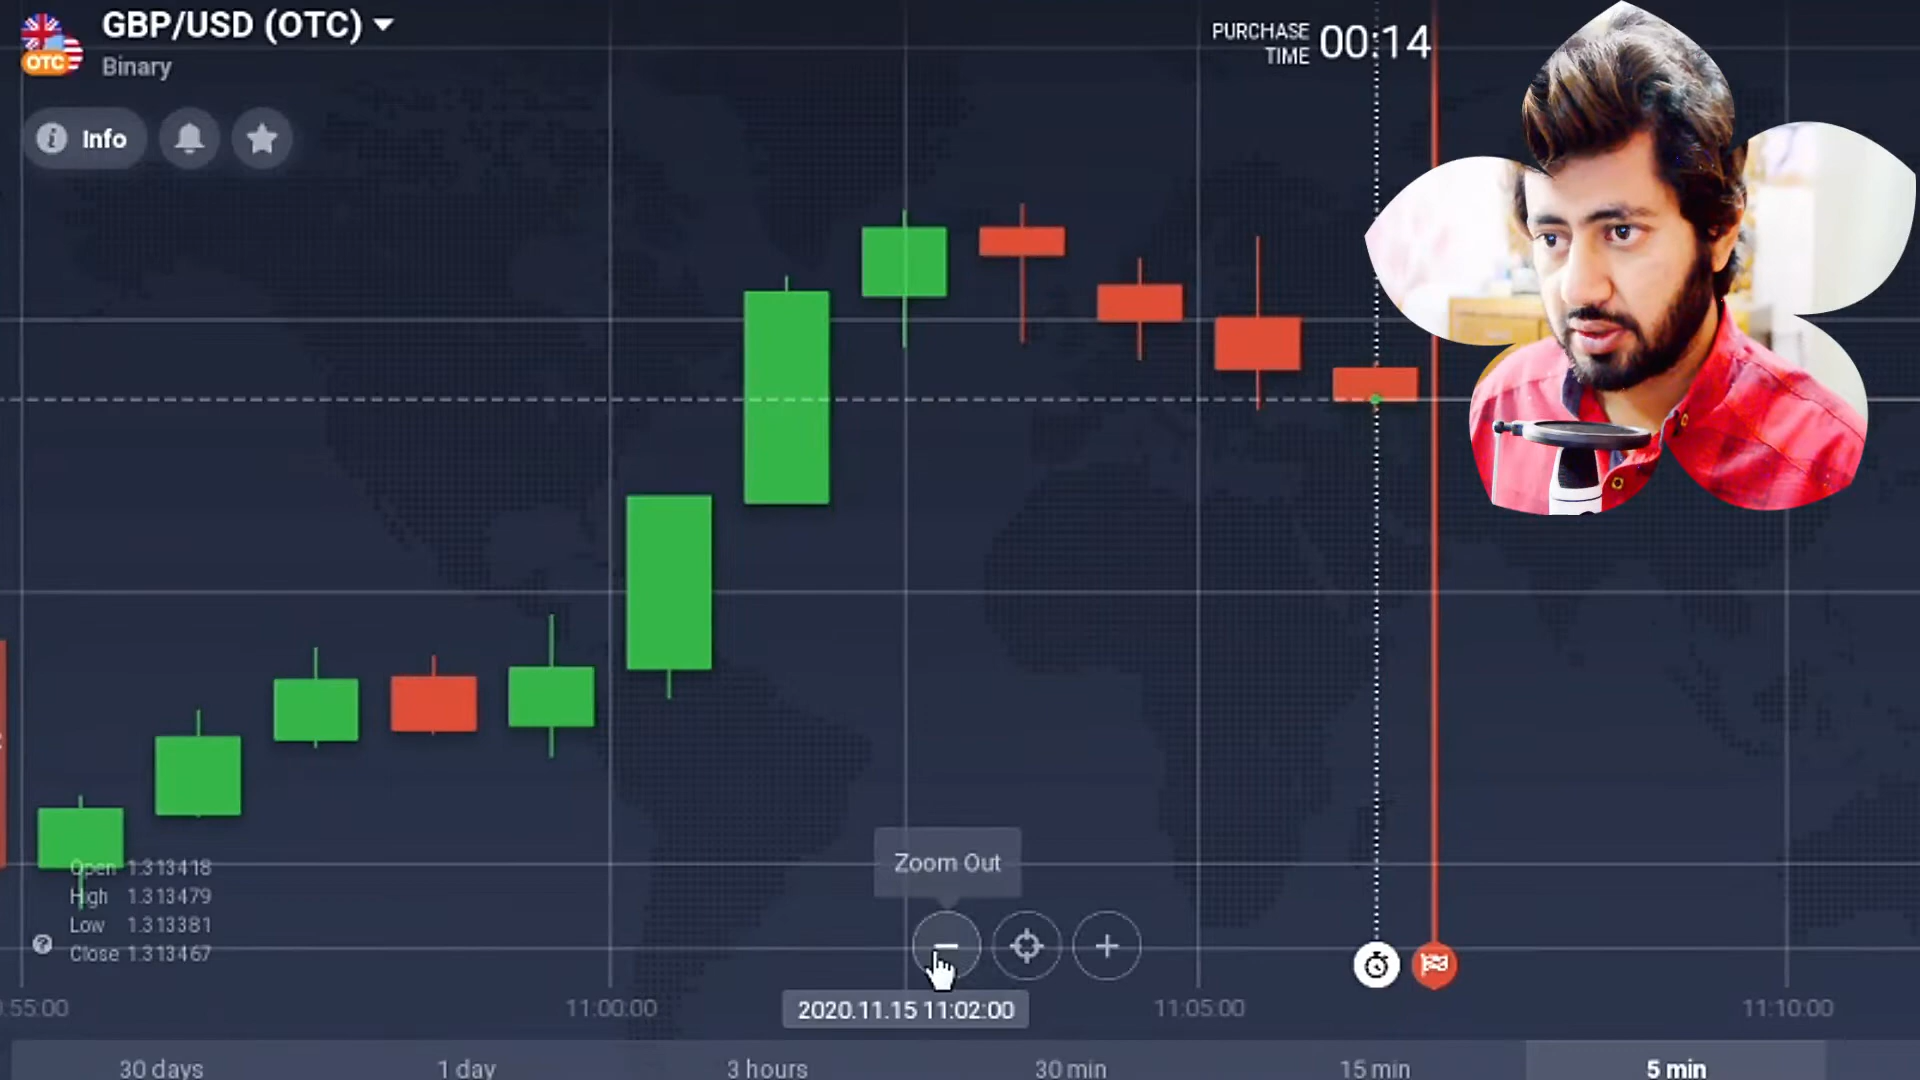 GBP/USD (OTC)
OTC
Binary
PURCHASE
TIME
00:14
Info
Open 1.313418
High 1.313479
Low 1.313381
Close 1.313467
Zoom Out
:55:00
11:00:00
2020.11.15 11:02:00
11:05:00
11:10:00
30 days
1 day
3 hours
30 min
15 min
5 min